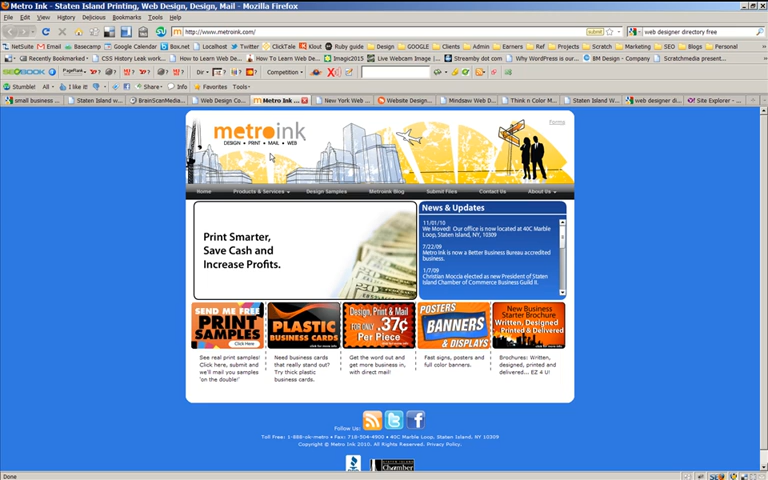 Metro Ink - Staten Island Printing, Web Design, Design, Mail - Mozilla Firefox
File Edit View History Delicious Bookmarks Tools Help
http://www.metroink.com/
submit
web designer directory free
NetSuite Email Basecamp Google Calendar Box.Net Localhost Twitter ClickTale Klout Ruby guide Design GOOGLE Clients Admin Earners Ref Projects Scratch Marketing SEO Blogs Personal
Recently Bookmarked CSS History Leak work... How to Learn Web De... How To Learn Web De... Imagic2015 Live Webcam Image Streamby dot com Why WordPress is our... BM Design - Company Scratchmedia present...
SEOBOOK PageRank Dir Competition
Stumble! All I like it! Share Info Favorites Tools
small business ... Staten Island w... BrainScanMedia... Web Design Co... Metro Ink ... New York Web ... Website Design... Mindsaw Web D... Think n Color M... Staten Island W... web designer di... Site Explorer - ...
metroink
DESIGN • PRINT • MAIL • WEB
Forms
Home Products & Services Design Samples Metroink Blog Submit Files Contact Us About Us
Print Smarter,
Save Cash and
Increase Profits.
News & Updates
11/01/10
We Moved! Our office is now located at 40C Marble
Loop, Staten Island, NY, 10309
7/22/09
Metro Ink is now a Better Business Bureau accredited
business.
1/7/09
Christian Moccia elected as new President of Staten
Island Chamber of Commerce Business Guild II.
SEND ME FREE
PRINT
SAMPLES
Click Here
PLASTIC
BUSINESS CARDS
Design, Print & Mail
FOR ONLY .37¢
Per Piece
POSTERS
BANNERS
& DISPLAYS
New Business
Starter Brochure
Written, Designed
Printed & Delivered
See real print samples!
Click here, submit and
we'll mail you samples
'on the double!'
Need business cards
that really stand out?
Try thick plastic
business cards.
Get the word out and
get more business in,
with direct mail!
Fast signs, posters and
full color banners.
Brochures: Written,
designed, printed and
delivered... EZ 4 U!
Follow Us:
Toll Free: 1-888-ok-metro • Fax: 718-504-4900 • 40C Marble Loop, Staten Island, NY 10309
Copyright © Metro Ink 2010. All Rights Reserved. Privacy Policy.
BBB
Chamber
Done